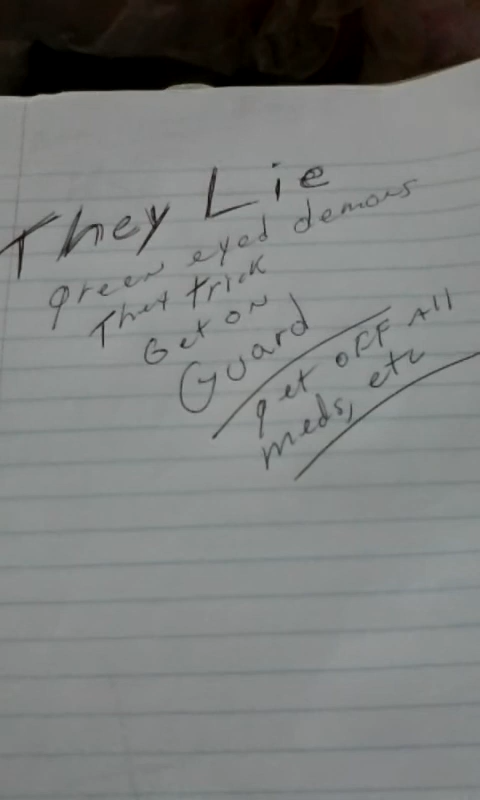 They Lie
green eyed demons
They trick
Get on
Guard
get OFF All
meds, etc